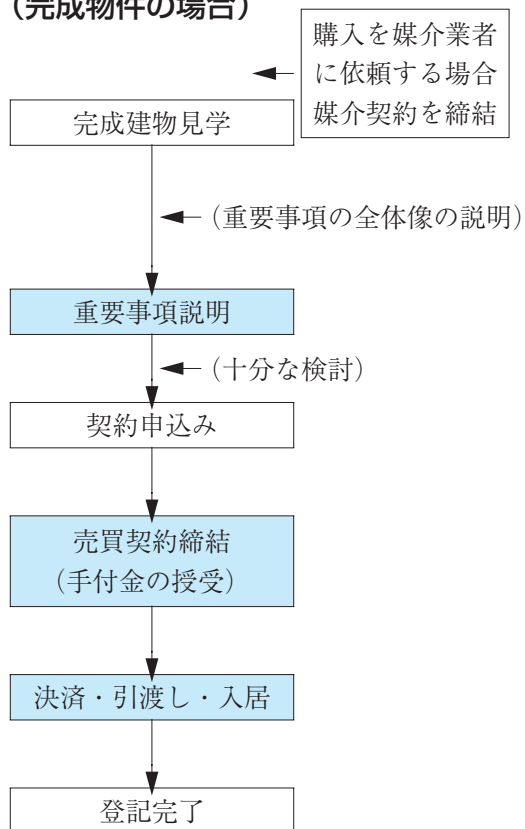 (完成物件の場合)
購入を媒介業者
に依頼する場合
媒介契約を締結
完成建物見学
(重要事項の全体像の説明)
重要事項説明
(十分な検討)
契約申込み
売買契約締結
(手付金の授受)
決済・引渡し・入居
登記完了